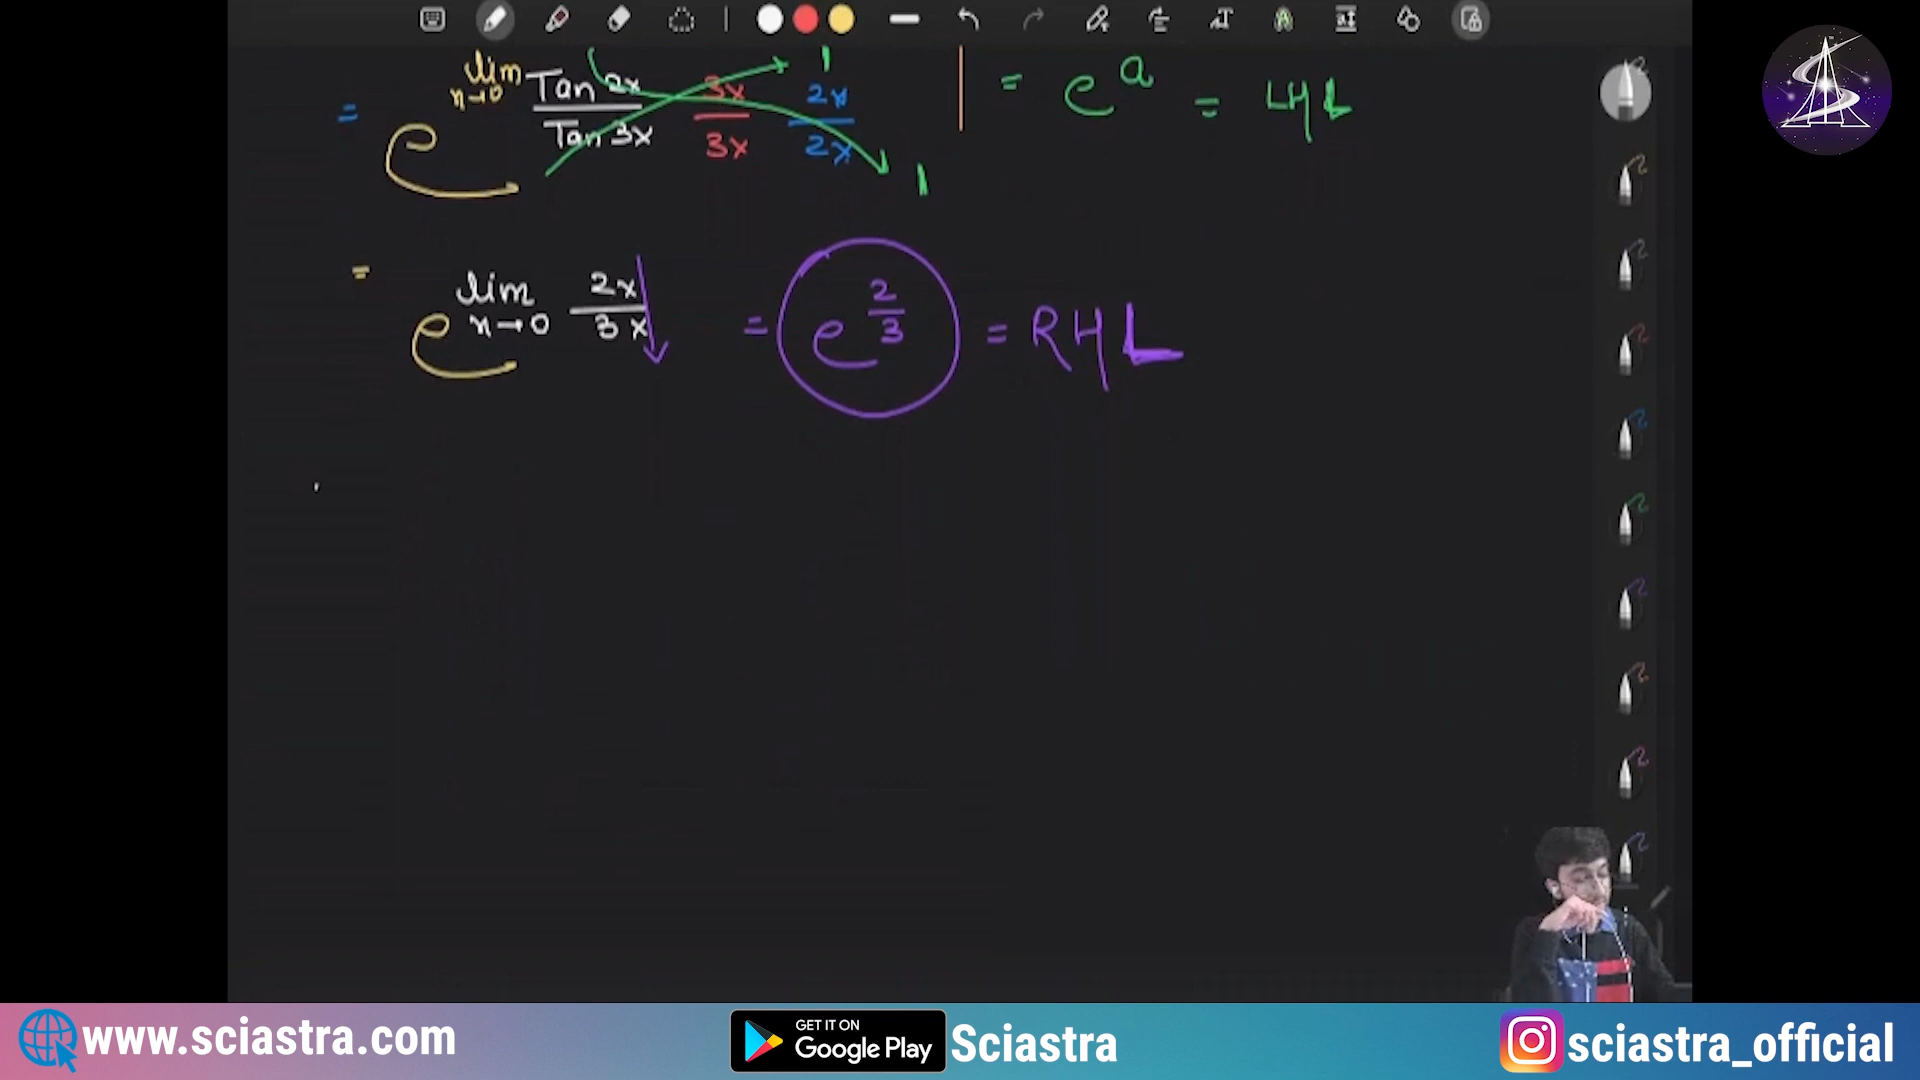 = e lim x→0 Tan 2x / Tan 3x 3x / 3x 2x / 2x 1 1
= e^a = LHL
= e lim x→0 2x / 3x = e^2/3 = RHL
www.sciastra.com
GET IT ON
Google Play
Sciastra
sciastra_official